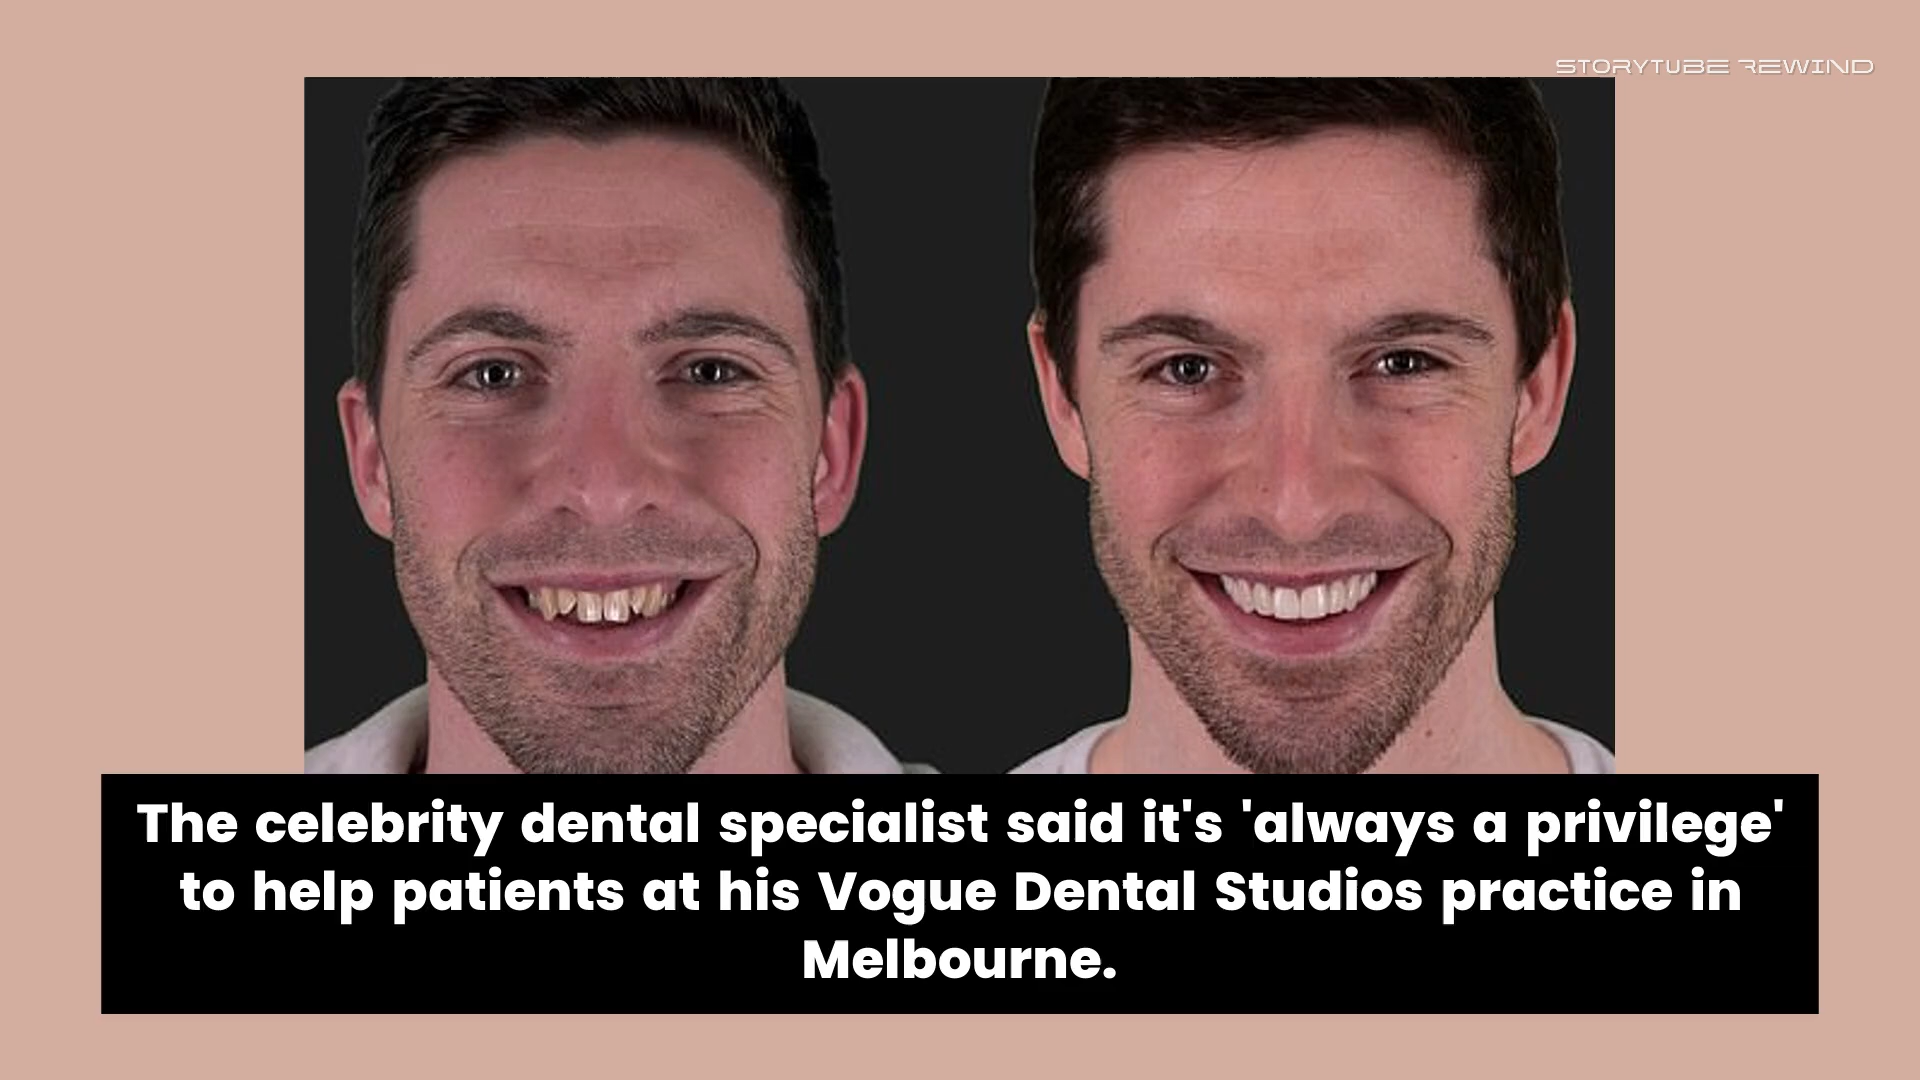 STORYTUBE REWIND
The celebrity dental specialist said it's 'always a privilege'
to help patients at his Vogue Dental Studios practice in
Melbourne.